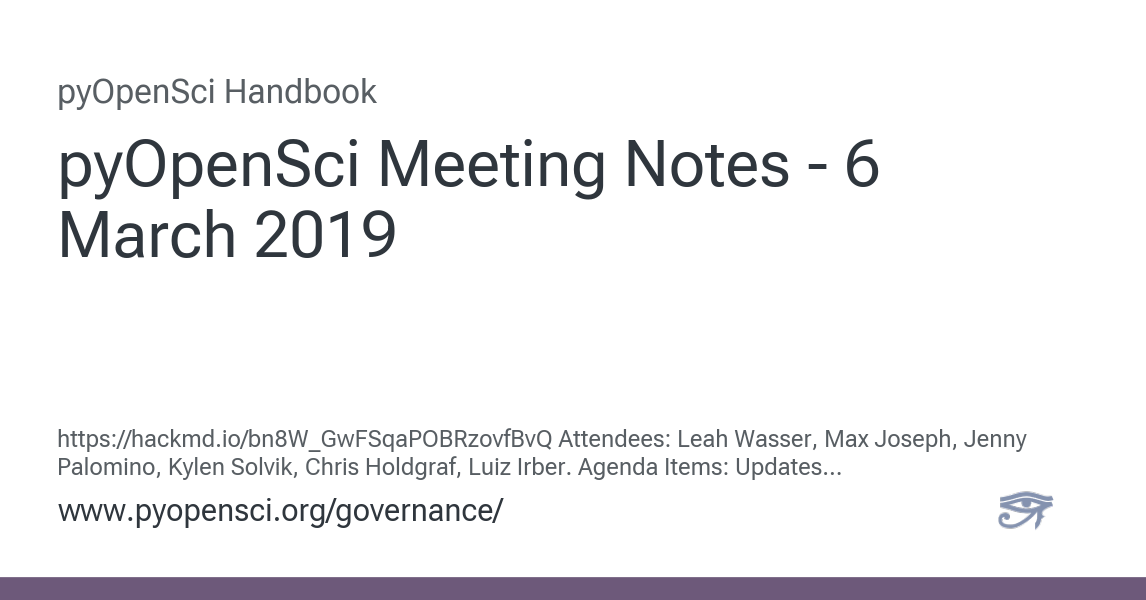 pyOpenSci Handbook
pyOpenSci Meeting Notes - 6
March 2019
https://hackmd.io/bn8W_GwFSqaPOBRzovfBvQ Attendees: Leah Wasser, Max Joseph, Jenny
Palomino, Kylen Solvik, Chris Holdgraf, Luiz Irber. Agenda Items: Updates...
www.pyopensci.org/governance/